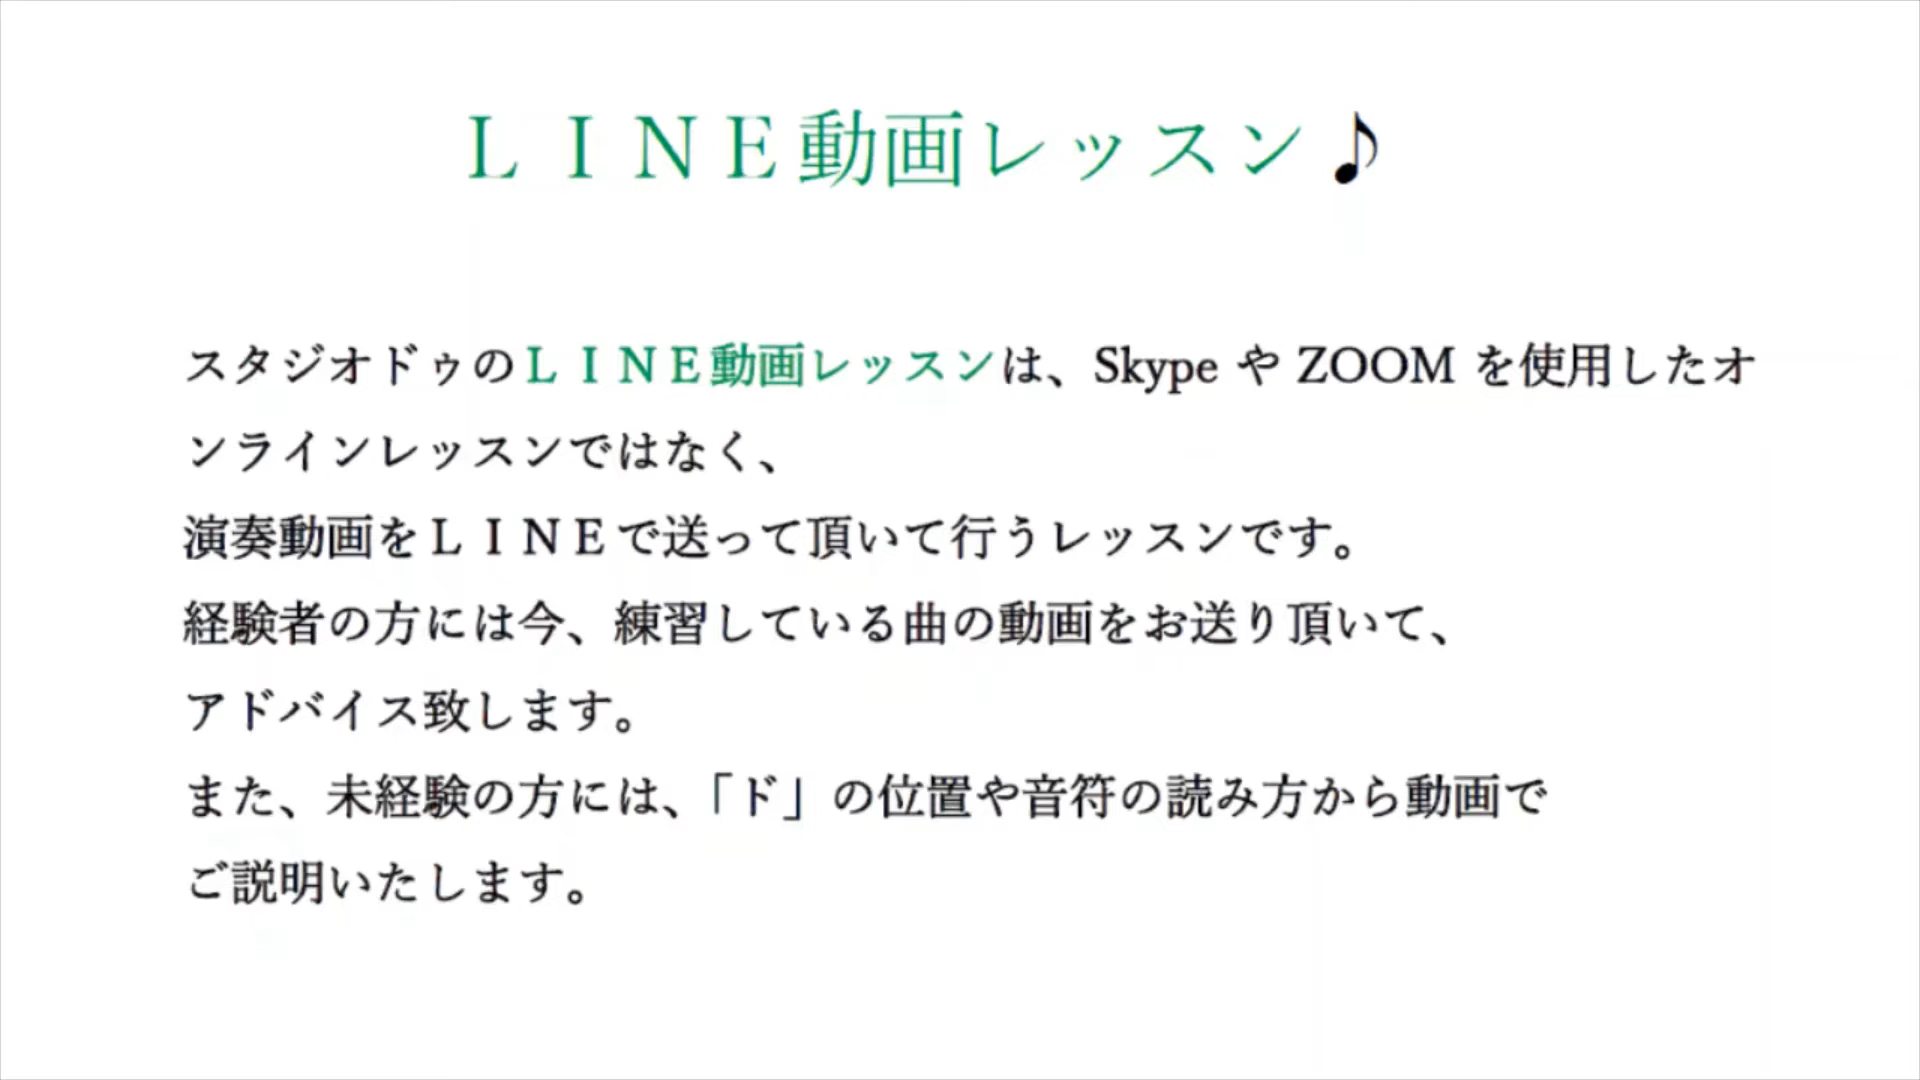 ＬＩＮＥ動画レッスン♪
スタジオドゥのＬＩＮＥ動画レッスンは、Skype や ZOOM を使用したオ
ンラインレッスンではなく、
演奏動画をＬＩＮＥで送って頂いて行うレッスンです。
経験者の方には今、練習している曲の動画をお送り頂いて、
アドバイス致します。
また、未経験の方には、「ド」の位置や音符の読み方から動画で
ご説明いたします。